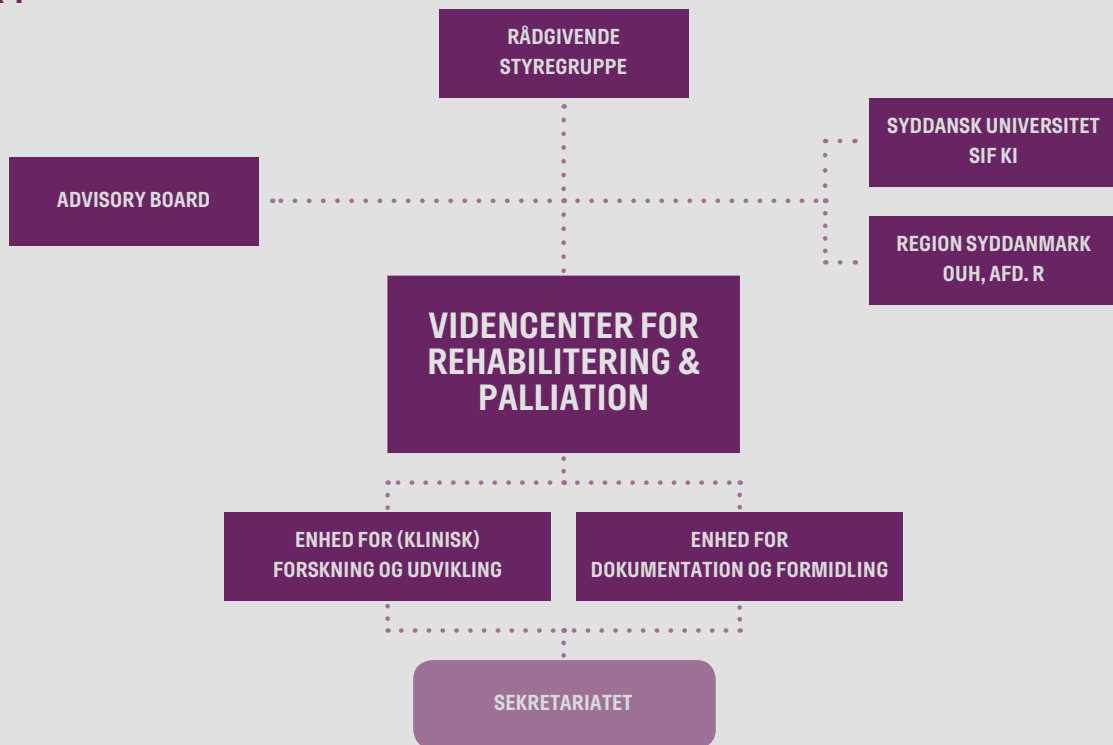 RÅDGIVENDE
STYREGRUPPE
SYDDANSK UNIVERSITET
SIF KI
ADVISORY BOARD
REGION SYDDANMARK
OUH, AFD. R
VIDENCENTER FOR
REHABILITERING &
PALLIATION
ENHED FOR (KLINISK)
FORSKNING OG UDVIKLING
ENHED FOR
DOKUMENTATION OG FORMIDLING
SEKRETARIATET